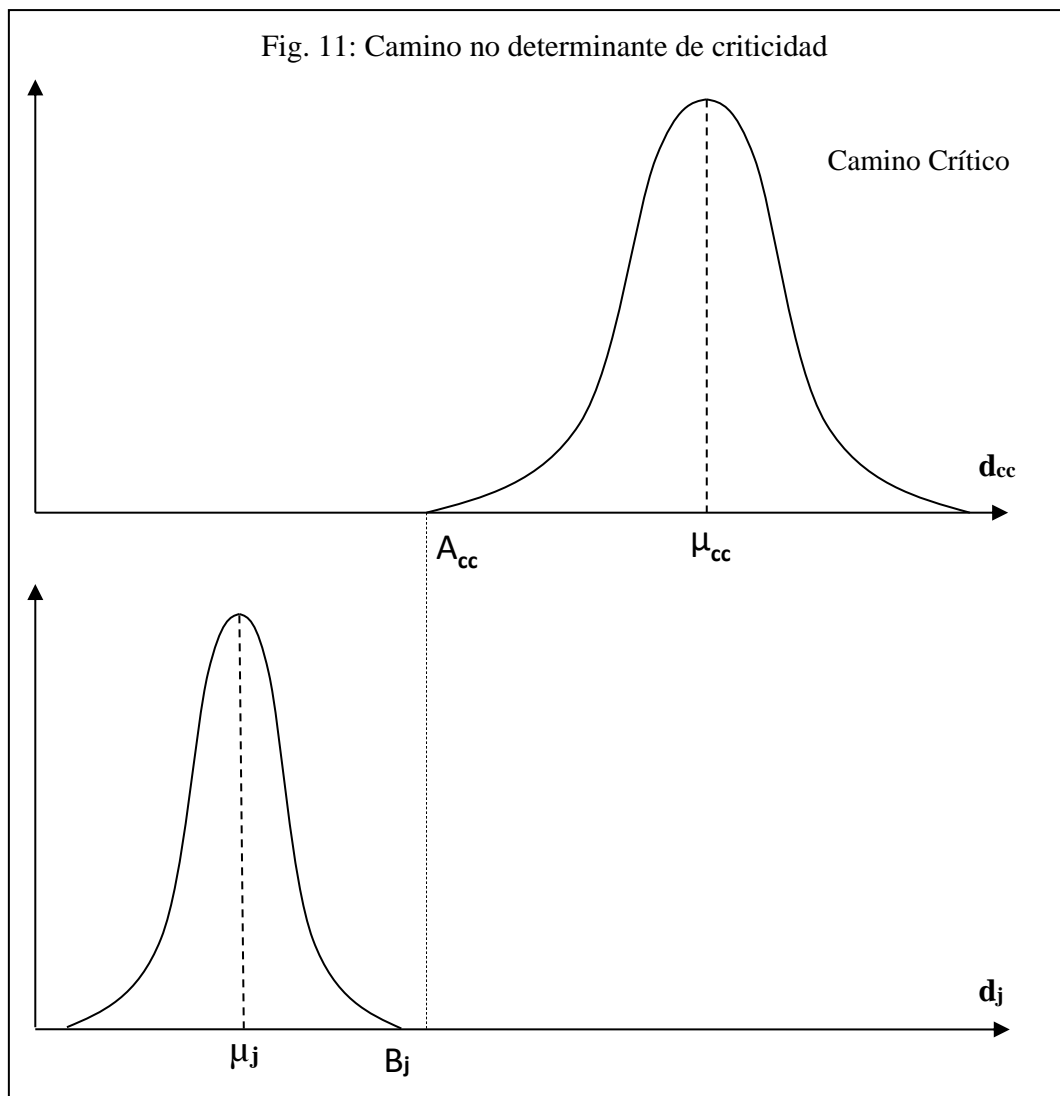 Fig. 11: Camino no determinante de criticidad
Camino Crítico
dcc
Acc
μcc
dj
μj
Bj